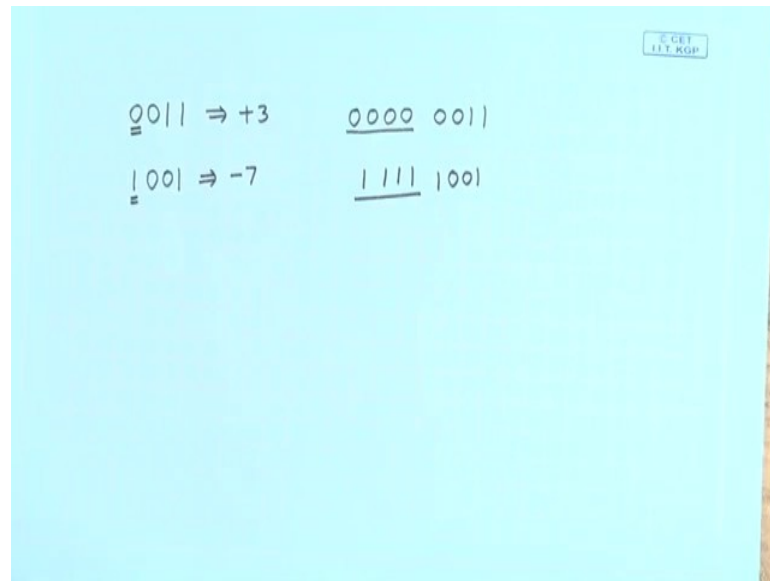 © CET
I.I.T. KGP
0011 ⇒ +3 0000 0011
1001 ⇒ -7 1111 1001